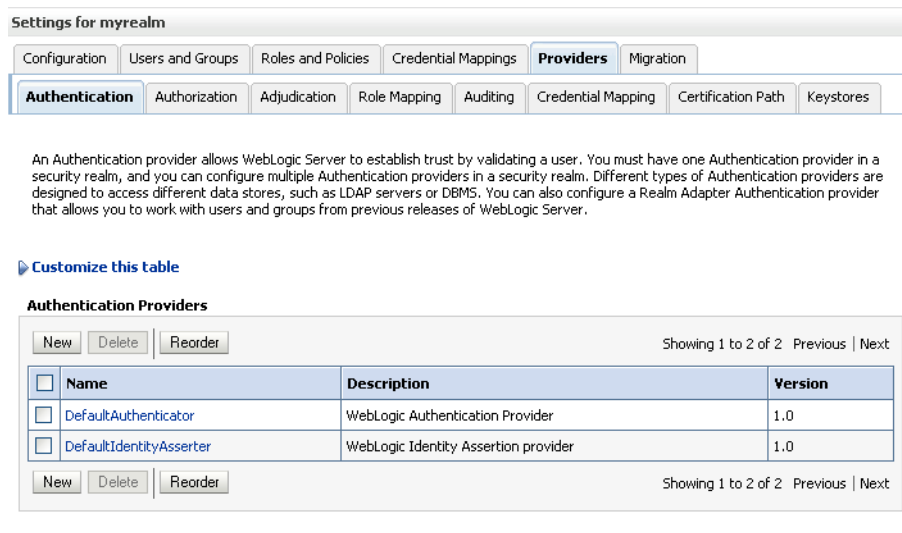 Settings for myrealm
Configuration Users and Groups Roles and Policies Credential Mappings Providers Migration
Authentication Authorization Adjudication Role Mapping Auditing Credential Mapping Certification Path Keystores
An Authentication provider allows WebLogic Server to establish trust by validating a user. You must have one Authentication provider in a
security realm, and you can configure multiple Authentication providers in a security realm. Different types of Authentication providers are
designed to access different data stores, such as LDAP servers or DBMS. You can also configure a Realm Adapter Authentication provider
that allows you to work with users and groups from previous releases of WebLogic Server.
Customize this table
Authentication Providers
New Delete Reorder Showing 1 to 2 of 2 Previous | Next
Name Description Version
DefaultAuthenticator WebLogic Authentication Provider 1.0
DefaultIdentityAsserter WebLogic Identity Assertion provider 1.0
New Delete Reorder Showing 1 to 2 of 2 Previous | Next